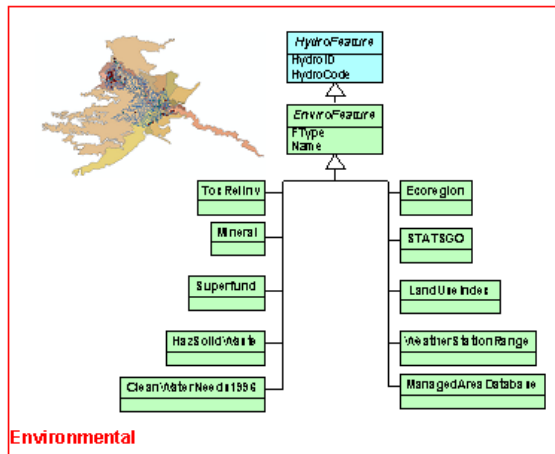 HydroFeature
HydroID
HydroCode
EnviroFeature
FType
Name
ToxRelInv
Ecoregion
Mineral
STATSGO
Superfund
LandUseIndex
HazSolidWaste
WeatherStationRange
CleanWaterNeeds1996
ManagedAreaDatabase
Environmental